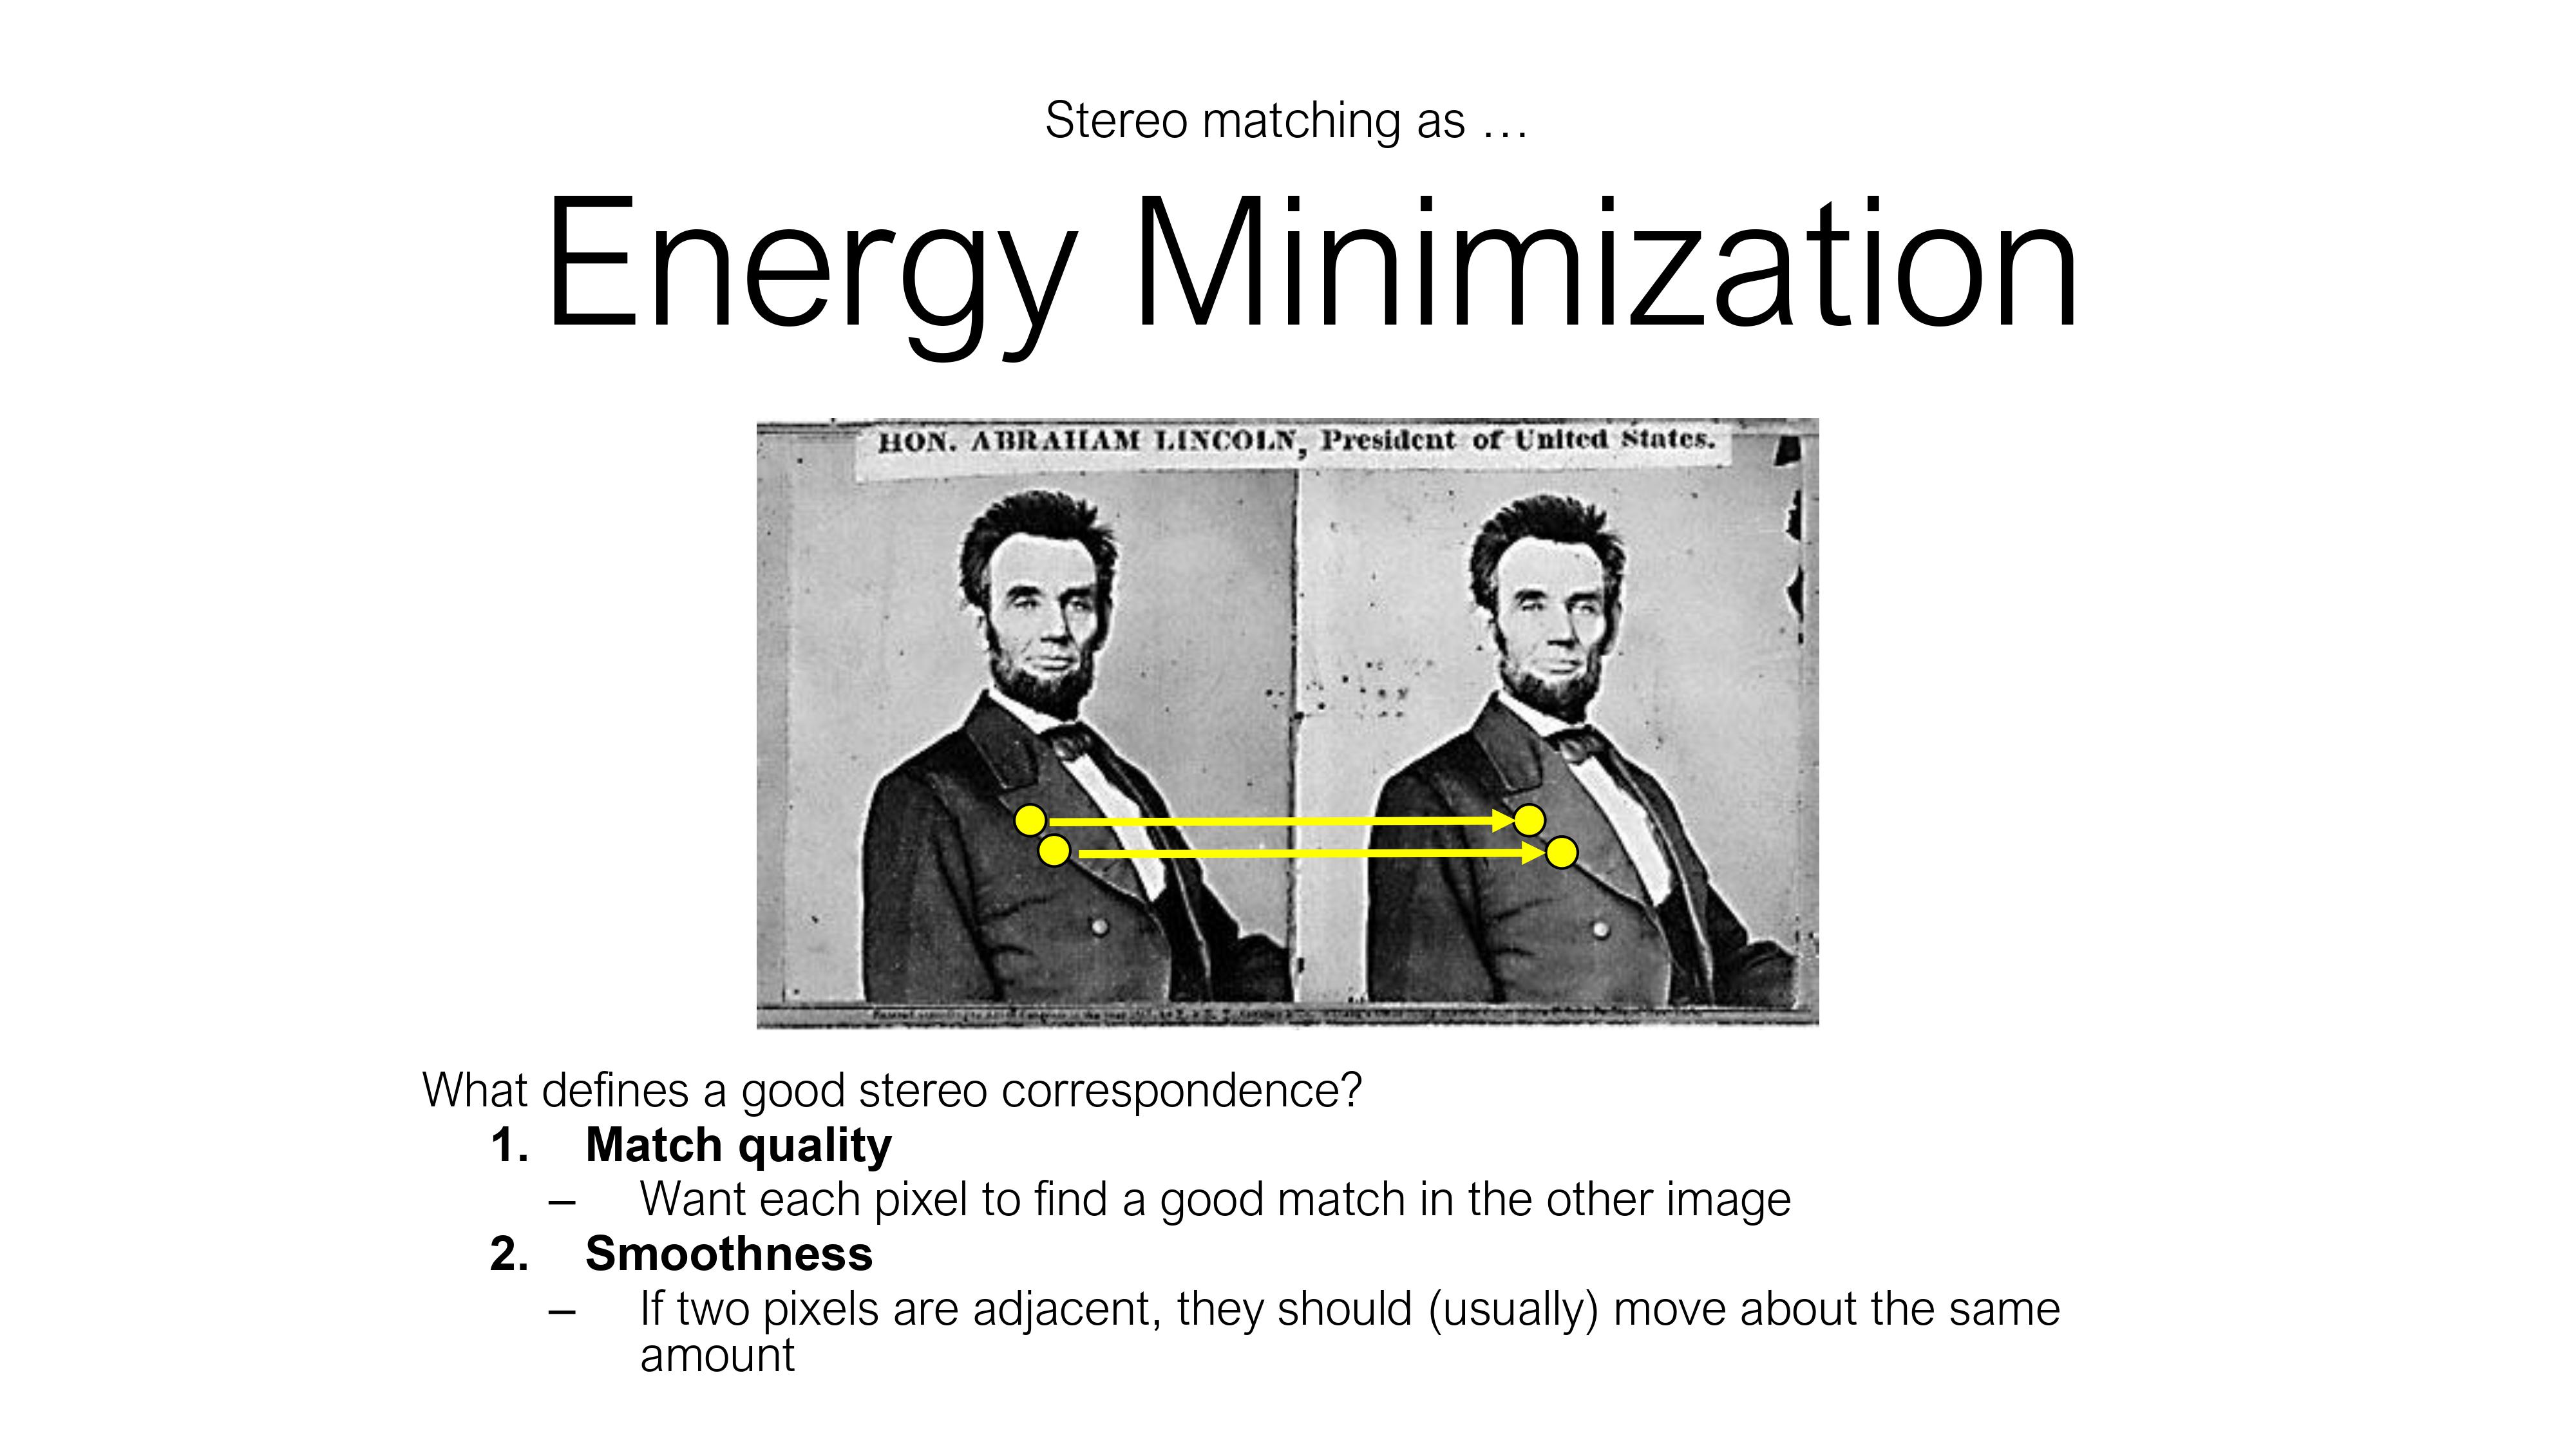 Stereo matching as …
Energy Minimization
HON. ABRAHAM LINCOLN, President of United States.
What defines a good stereo correspondence?
1. Match quality
– Want each pixel to find a good match in the other image
2. Smoothness
– If two pixels are adjacent, they should (usually) move about the same
amount